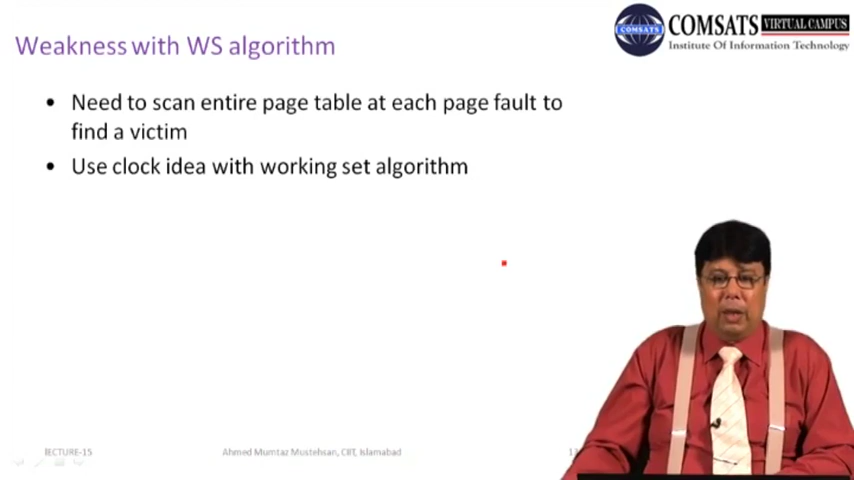 COMSATS
COMSATS VIRTUAL CAMPUS
Institute Of Information Technology
Weakness with WS algorithm
• Need to scan entire page table at each page fault to
find a victim
• Use clock idea with working set algorithm
LECTURE-15 Ahmed Mumtaz Mustehsan, CIIT, Islamabad